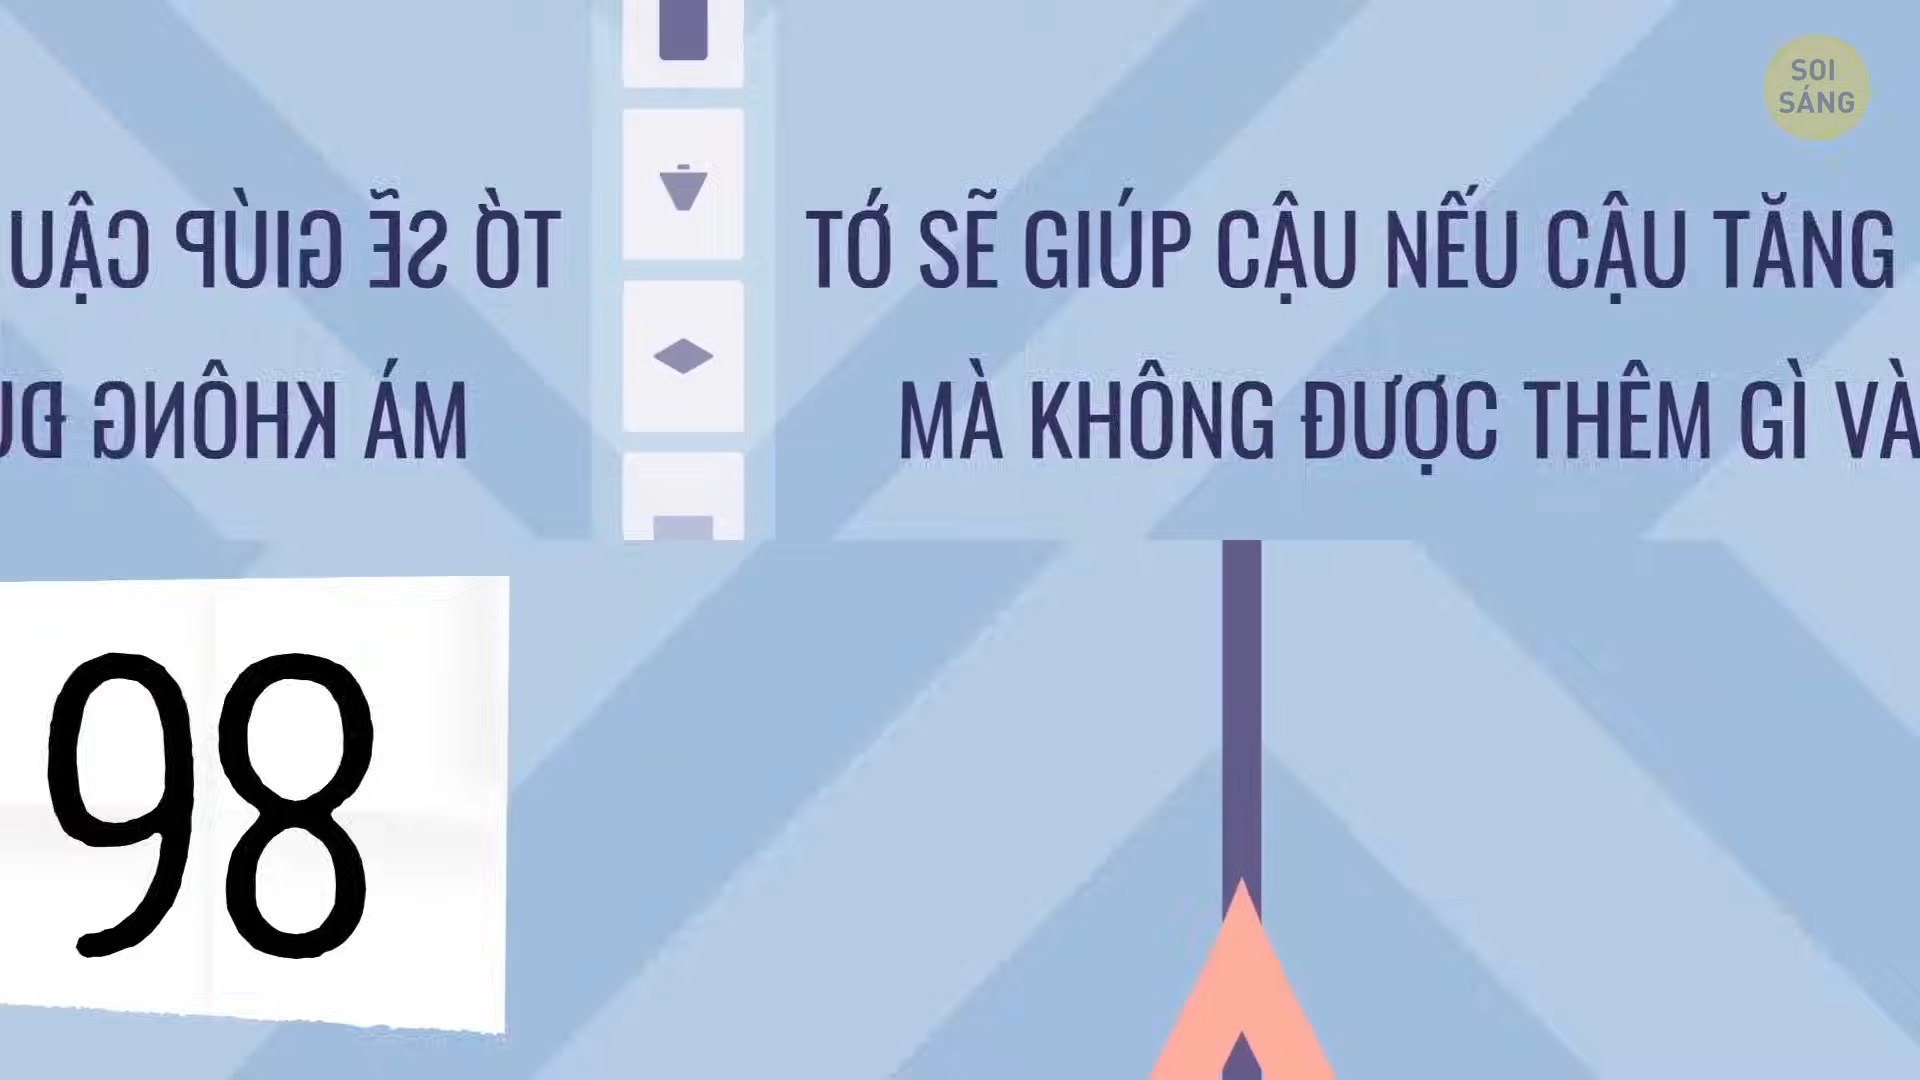 SOI
SÁNG
TỚ SẼ GIÚP CẬU NẾU CẬU TĂNG
MÀ KHÔNG ĐƯỢC THÊM GÌ VÀ
TỚ SẼ GIÚP CẬU
MÀ KHÔNG
98